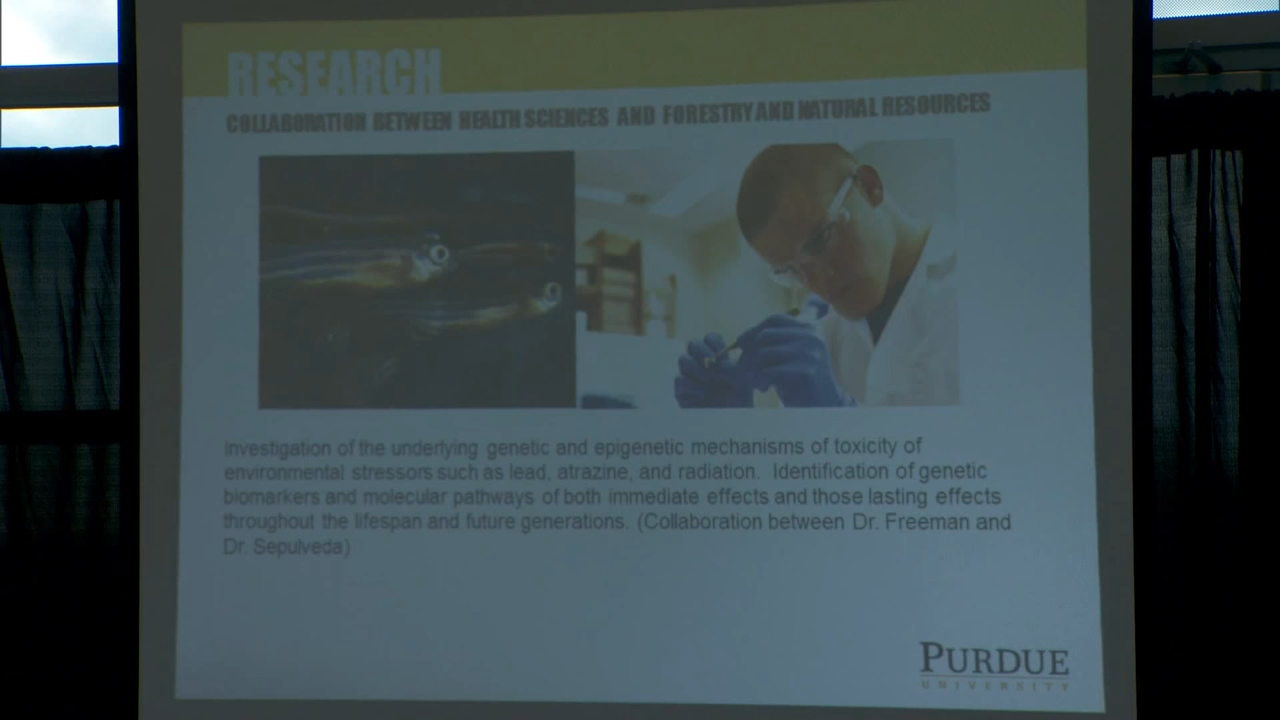 RESEARCH
COLLABORATION BETWEEN HEALTH SCIENCES AND FORESTRY AND NATURAL RESOURCES
Investigation of the underlying genetic and epigenetic mechanisms of toxicity of
environmental stressors such as lead, atrazine, and radiation. Identification of genetic
biomarkers and molecular pathways of both immediate effects and those lasting effects
throughout the lifespan and future generations. (Collaboration between Dr. Freeman and
Dr. Sepulveda)
PURDUE
UNIVERSITY